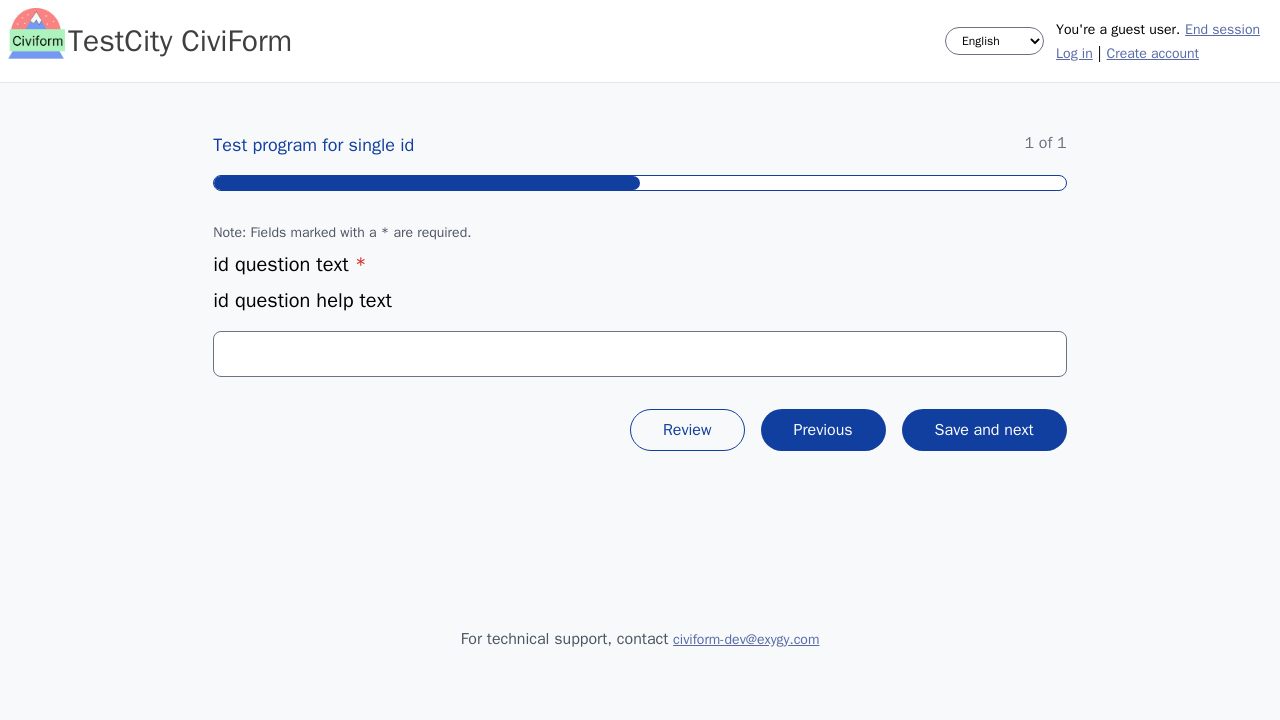 Civiform
TestCity CiviForm
English
You're a guest user. End session
Log in | Create account
Test program for single id
1 of 1
Note: Fields marked with a * are required.
id question text *
id question help text
Review
Previous
Save and next
For technical support, contact civiform-dev@exygy.com